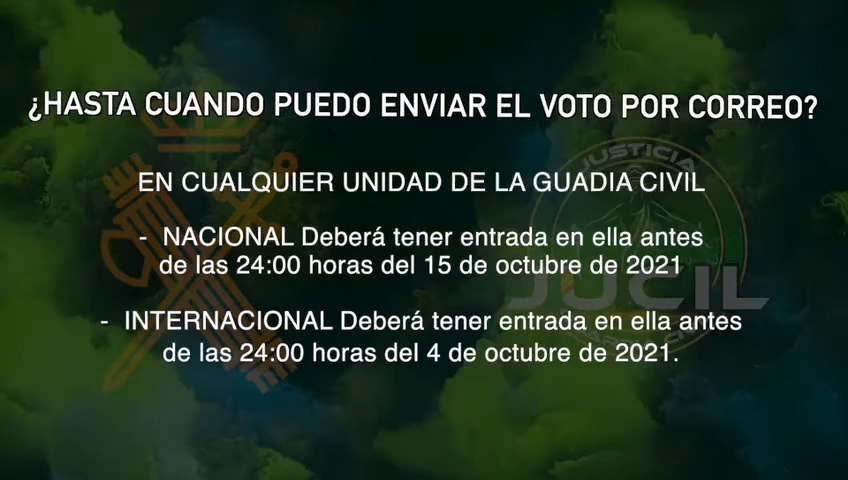 ¿HASTA CUANDO PUEDO ENVIAR EL VOTO POR CORREO?
EN CUALQUIER UNIDAD DE LA GUADIA CIVIL
- NACIONAL Deberá tener entrada en ella antes
de las 24:00 horas del 15 de octubre de 2021
- INTERNACIONAL Deberá tener entrada en ella antes
de las 24:00 horas del 4 de octubre de 2021.
JUSTICIA
JUCIL